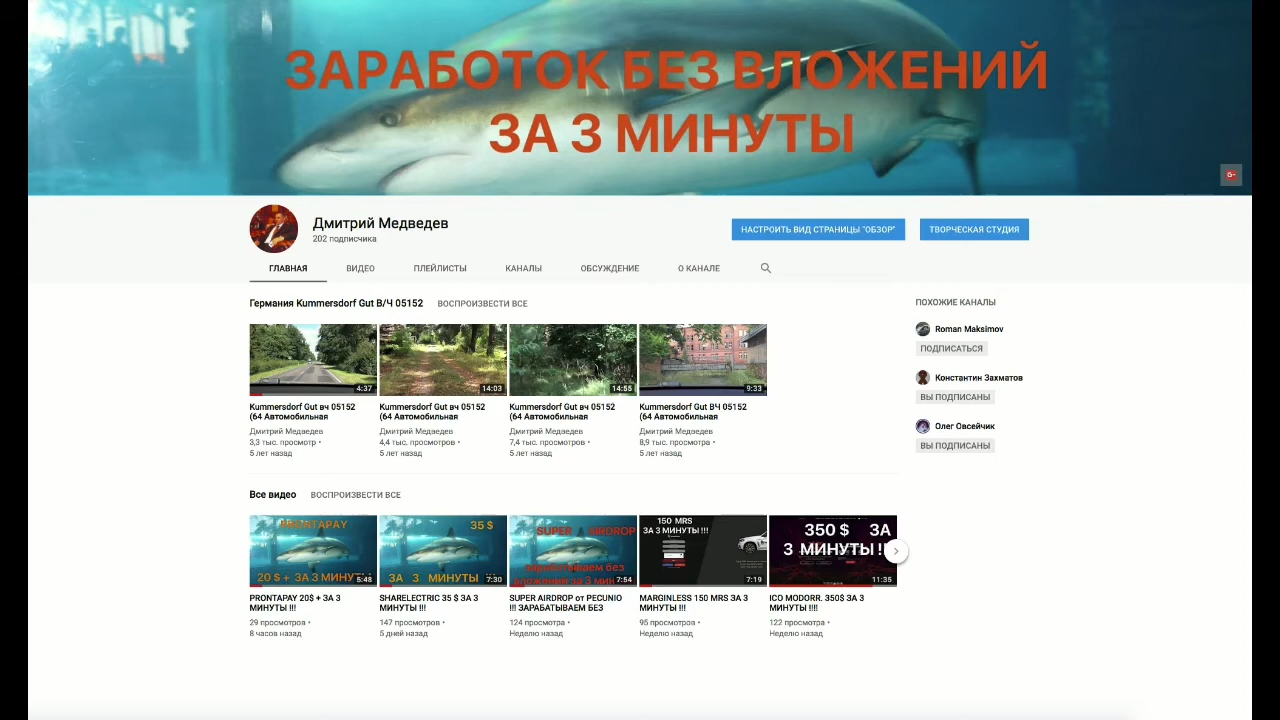 ЗАРАБОТОК БЕЗ ВЛОЖЕНИЙ
ЗА 3 МИНУТЫ
G+
Дмитрий Медведев
202 подписчика
НАСТРОИТЬ ВИД СТРАНИЦЫ "ОБЗОР"
ТВОРЧЕСКАЯ СТУДИЯ
ГЛАВНАЯ ВИДЕО ПЛЕЙЛИСТЫ КАНАЛЫ ОБСУЖДЕНИЕ О КАНАЛЕ
Германия Kummersdorf Gut В/Ч 05152 ВОСПРОИЗВЕСТИ ВСЕ
4:37
Kummersdorf Gut вч 05152
(64 Автомобильная
Дмитрий Медведев
3,3 тыс. просмотр •
5 лет назад
14:03
Kummersdorf Gut вч 05152
(64 Автомобильная
Дмитрий Медведев
4,4 тыс. просмотров •
5 лет назад
14:55
Kummersdorf Gut вч 05152
(64 Автомобильная
Дмитрий Медведев
7,4 тыс. просмотров •
5 лет назад
9:33
Kummersdorf Gut ВЧ 05152
(64 Автомобильная
Дмитрий Медведев
8,9 тыс. просмотра •
5 лет назад
ПОХОЖИЕ КАНАЛЫ
Roman Maksimov
ПОДПИСАТЬСЯ
Константин Захматов
ВЫ ПОДПИСАНЫ
Олег Овсейчик
ВЫ ПОДПИСАНЫ
Все видео ВОСПРОИЗВЕСТИ ВСЕ
PRONTAPAY
20 $ + ЗА 3 МИНУТЫ
5:48
PRONTAPAY 20$ + ЗА 3
МИНУТЫ !!!
29 просмотров •
8 часов назад
35 $
ЗА 3 МИНУТЫ
7:30
SHARELECTRIC 35 $ ЗА 3
МИНУТЫ !!!
147 просмотров •
5 дней назад
SUPER AIRDROP
зарабатываем без
вложения за 3 мин
7:54
SUPER AIRDROP от PECUNIO
!!! ЗАРАБАТЫВАЕМ БЕЗ
124 просмотра •
Неделю назад
150 MRS
ЗА 3 МИНУТЫ !!!
7:19
MARGINLESS 150 MRS ЗА 3
МИНУТЫ !!!
95 просмотров •
Неделю назад
350 $ ЗА
3 МИНУТЫ !!
11:35
ICO MODORR. 350$ ЗА 3
МИНУТЫ !!!!
122 просмотра •
Неделю назад